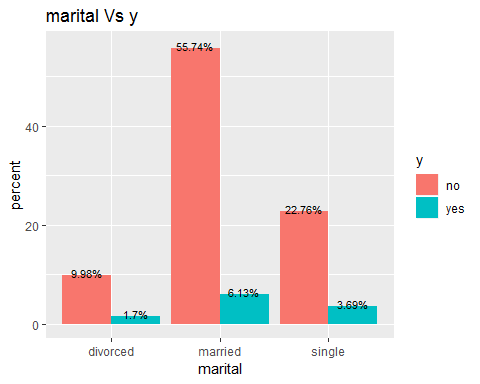 marital Vs y
55.74%
22.76%
9.98%
6.13%
3.69%
1.7%
40
20
0
percent
divorced married single
marital
y
no
yes